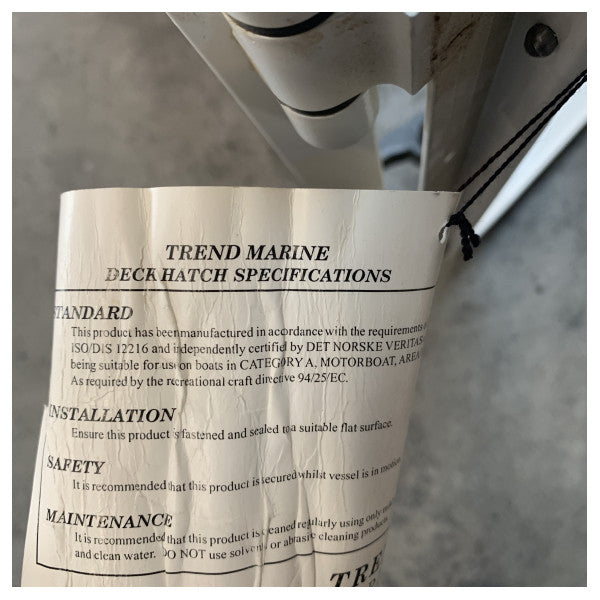 TREND MARINE
DECK HATCH SPECIFICATIONS
STANDARD
This product has been manufactured in acordance with the requirements
ISO/DIS 12216 and independently certified by DET NORSKE VERITAS
being suitable for use on boats in CATEGORY A, MOTORBOAT, AREA
As required by the recreational craft directive 94/25/EC.
INSTALLATION
Ensure this product is fastened and sealed to a suitable flat surface.
SAFETY
It is recommended that this product is secured whilst vessel is in motion.
MAINTENANCE
It is recommended that this product is cleaned regularly using only
and clean water. DO NOT use solvents or abrasive cleaning products.
TRE